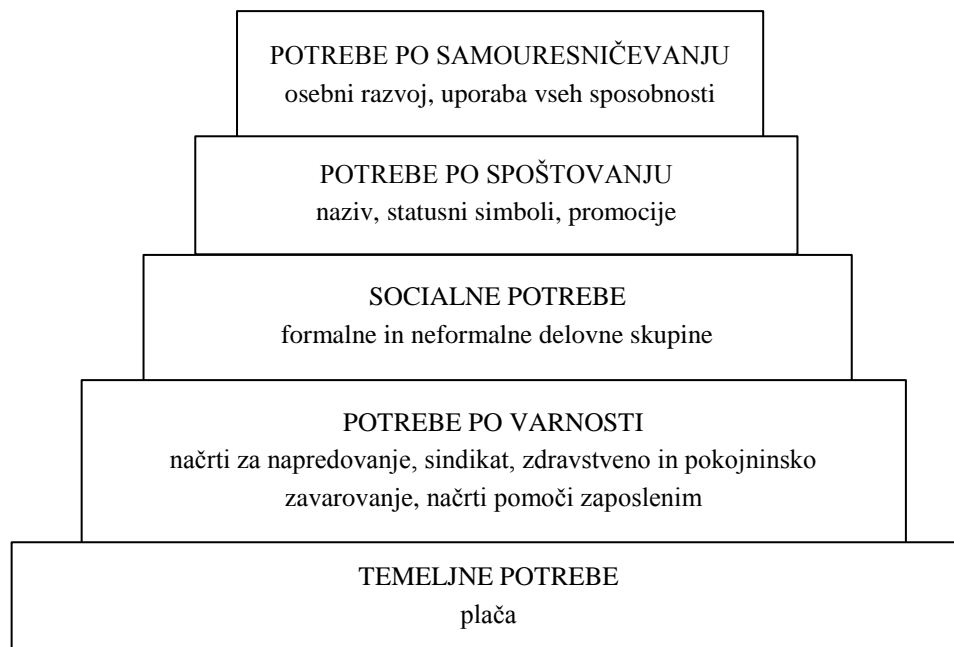 POTREBE PO SAMOURESNIČEVANJU
osebni razvoj, uporaba vseh sposobnosti
POTREBE PO SPOŠTOVANJU
naziv, statusni simboli, promocije
SOCIALNE POTREBE
formalne in neformalne delovne skupine
POTREBE PO VARNOSTI
načrti za napredovanje, sindikat, zdravstveno in pokojninsko
zavarovanje, načrti pomoči zaposlenim
TEMELJNE POTREBE
plača